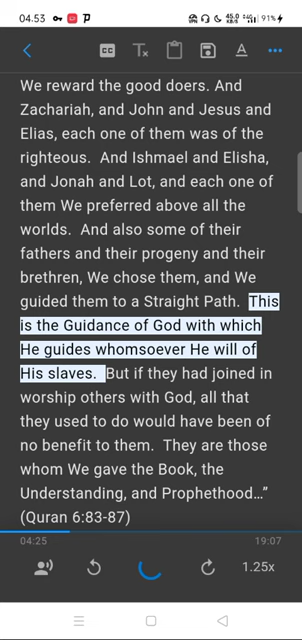 04.53
45.0
KB/S
4G
91%
CC
We reward the good doers. And
Zachariah, and John and Jesus and
Elias, each one of them was of the
righteous.  And Ishmael and Elisha,
and Jonah and Lot, and each one of
them We preferred above all the
worlds.  And also some of their
fathers and their progeny and their
brethren, We chose them, and We
guided them to a Straight Path.  This
is the Guidance of God with which
He guides whomsoever He will of
His slaves.  But if they had joined in
worship others with God, all that
they used to do would have been of
no benefit to them.  They are those
whom We gave the Book, the
Understanding, and Prophethood…”
(Quran 6:83-87)
04:25 19:07
1.25x